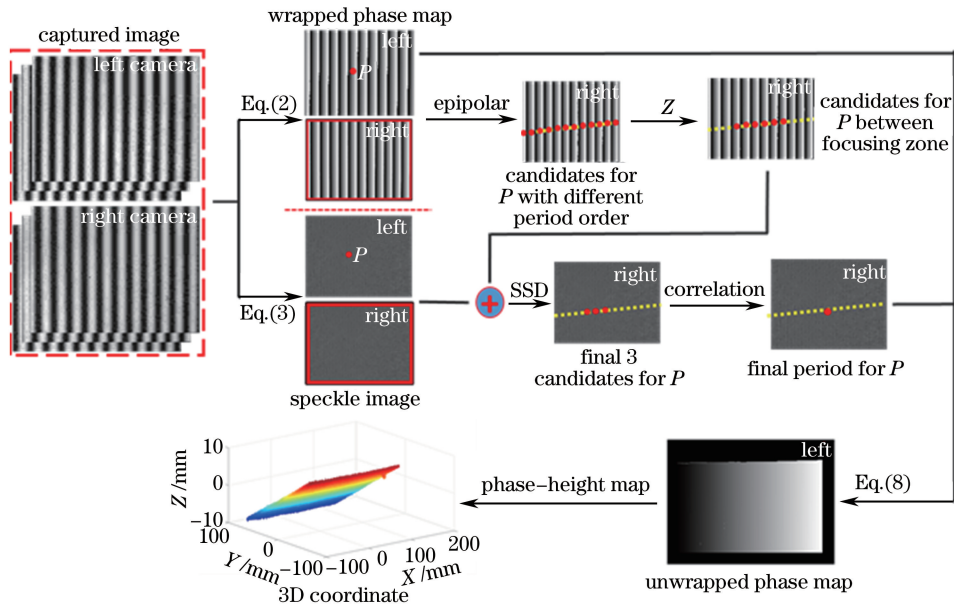 captured image
left camera
right camera
wrapped phase map
left
P
right
Eq.(2)
Eq.(3)
left
P
right
speckle image
epipolar
right
candidates for
P with different
period order
Z
right
candidates for
P between
focusing zone
+
SSD
right
final 3
candidates for P
correlation
right
final period for P
Eq.(8)
left
unwrapped phase map
phase-height map
10
0
-10
Z /mm
100
0
-100
Y /mm
-100
0
100
200
X /mm
3D coordinate